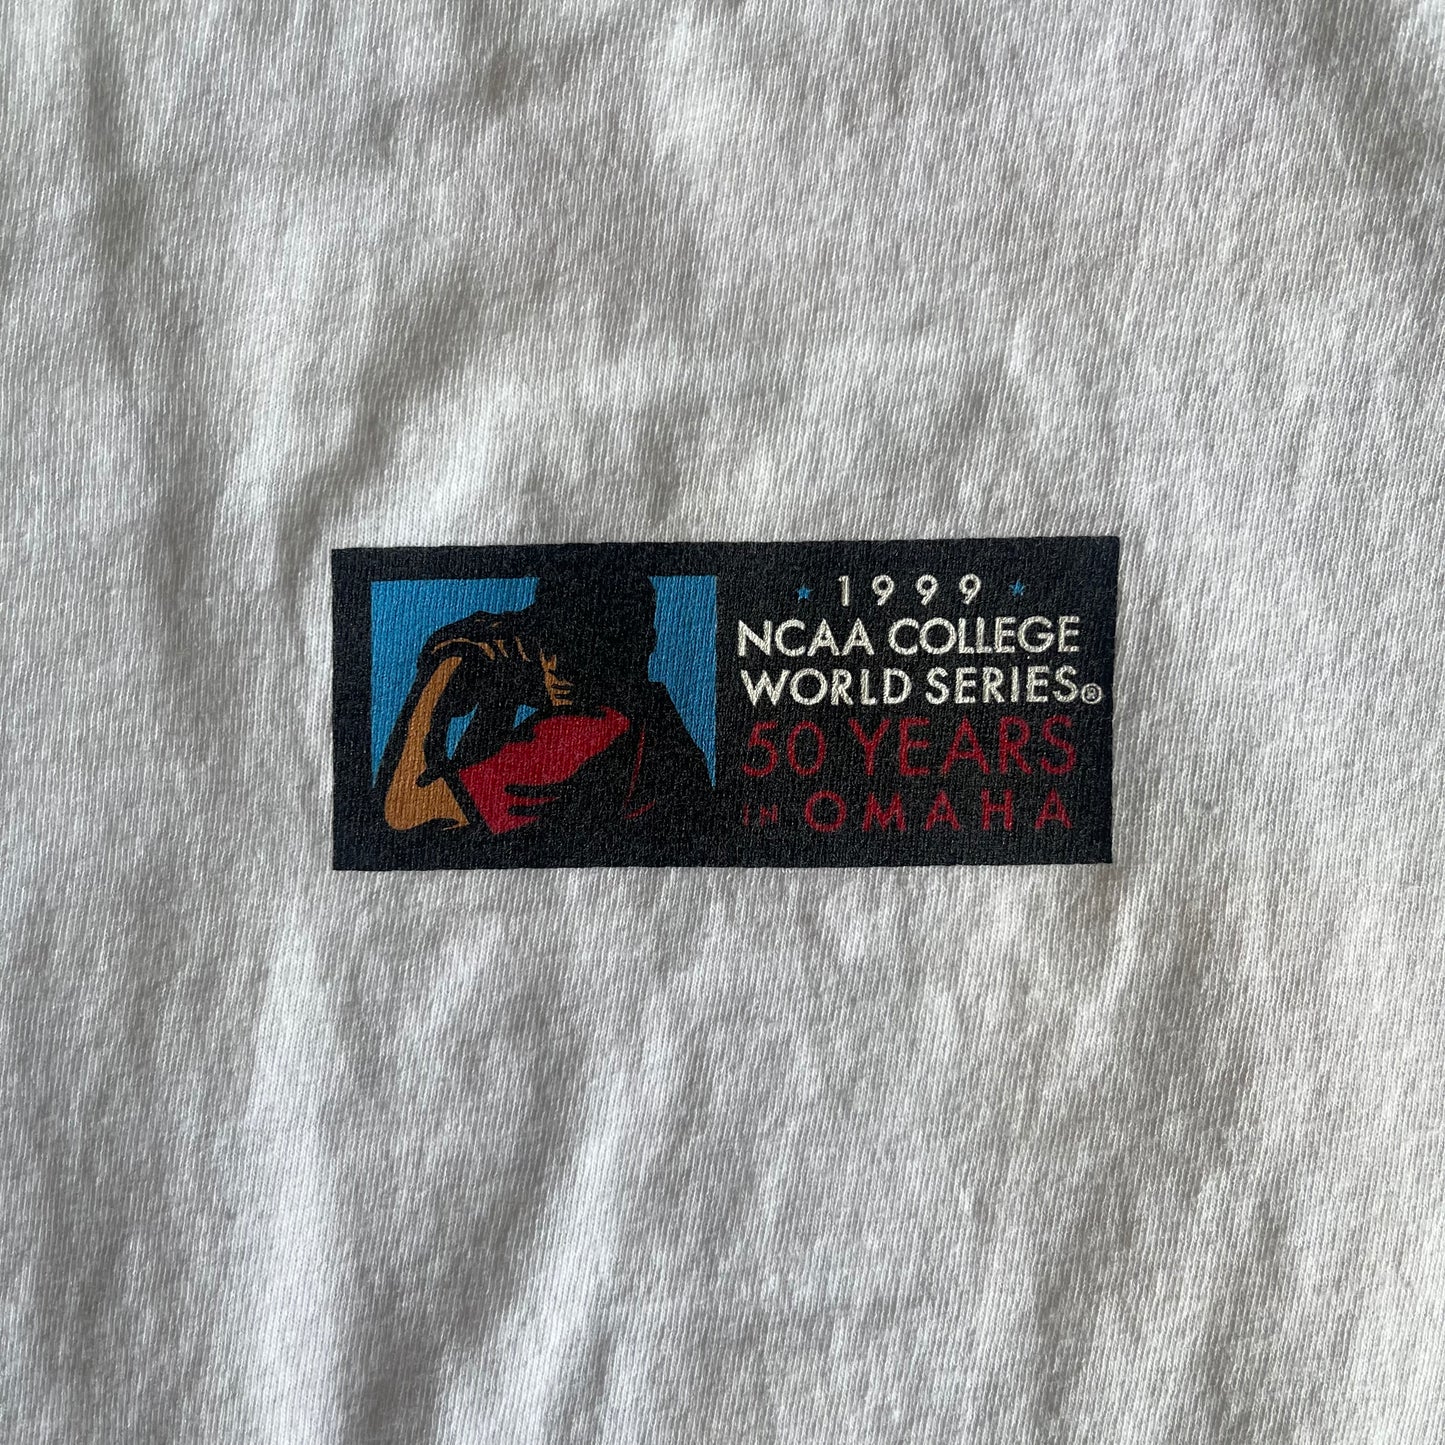 ★ 1999 ★
NCAA COLLEGE
WORLD SERIES®
50 YEARS
IN OMAHA